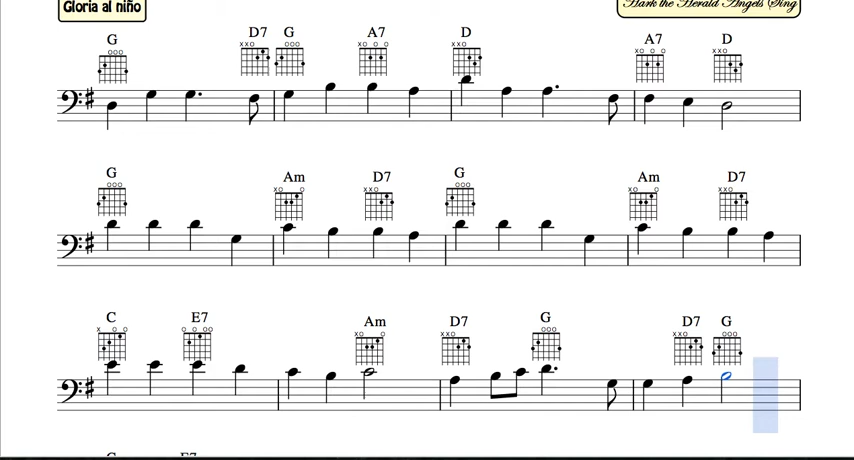 Gloria al niño
Hark the Herald Angels Sing
G D7 G A7 D A7 D
G Am D7 G Am D7
C E7 Am D7 G D7 G